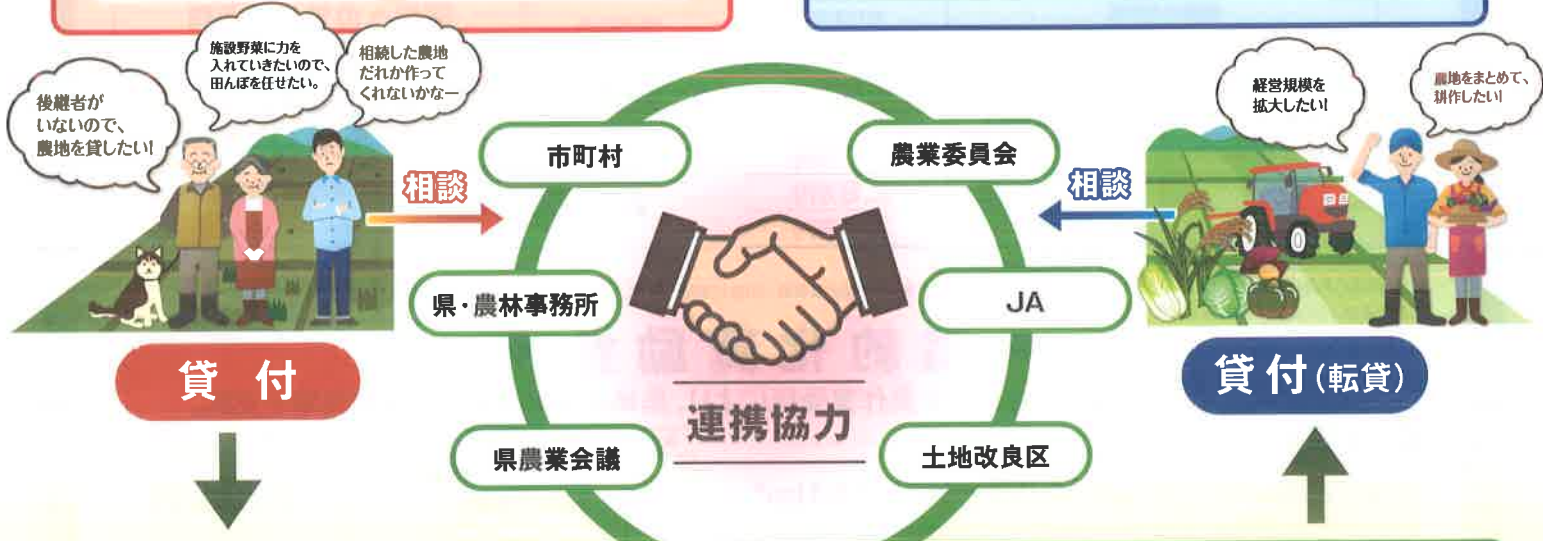 後継者が
いないので、
農地を貸したい!
施設野菜に力を
入れていきたいので、
田んぼを任せたい。
相続した農地
だれか作って
くれないかなー
経営規模を
拡大したい!
農地をまとめて、
耕作したい!
市町村
農業委員会
相談
相談
県・農林事務所
JA
貸付
貸付(転貸)
連携協力
県農業会議
土地改良区